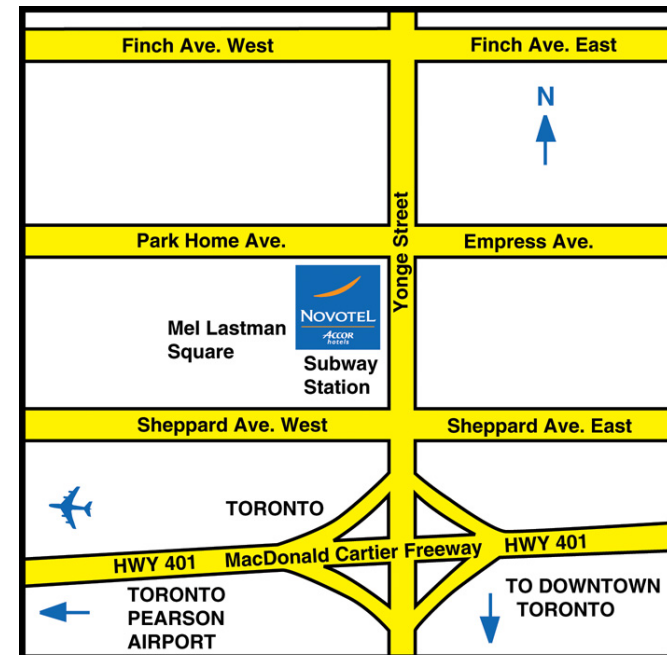 Finch Ave. West
Finch Ave. East
N
Yonge Street
Park Home Ave.
Empress Ave.
NOVOTEL
ACCOR
hotels
Mel Lastman
Square
Subway
Station
Sheppard Ave. West
Sheppard Ave. East
TORONTO
HWY 401
MacDonald Cartier Freeway
HWY 401
TORONTO
PEARSON
AIRPORT
TO DOWNTOWN
TORONTO